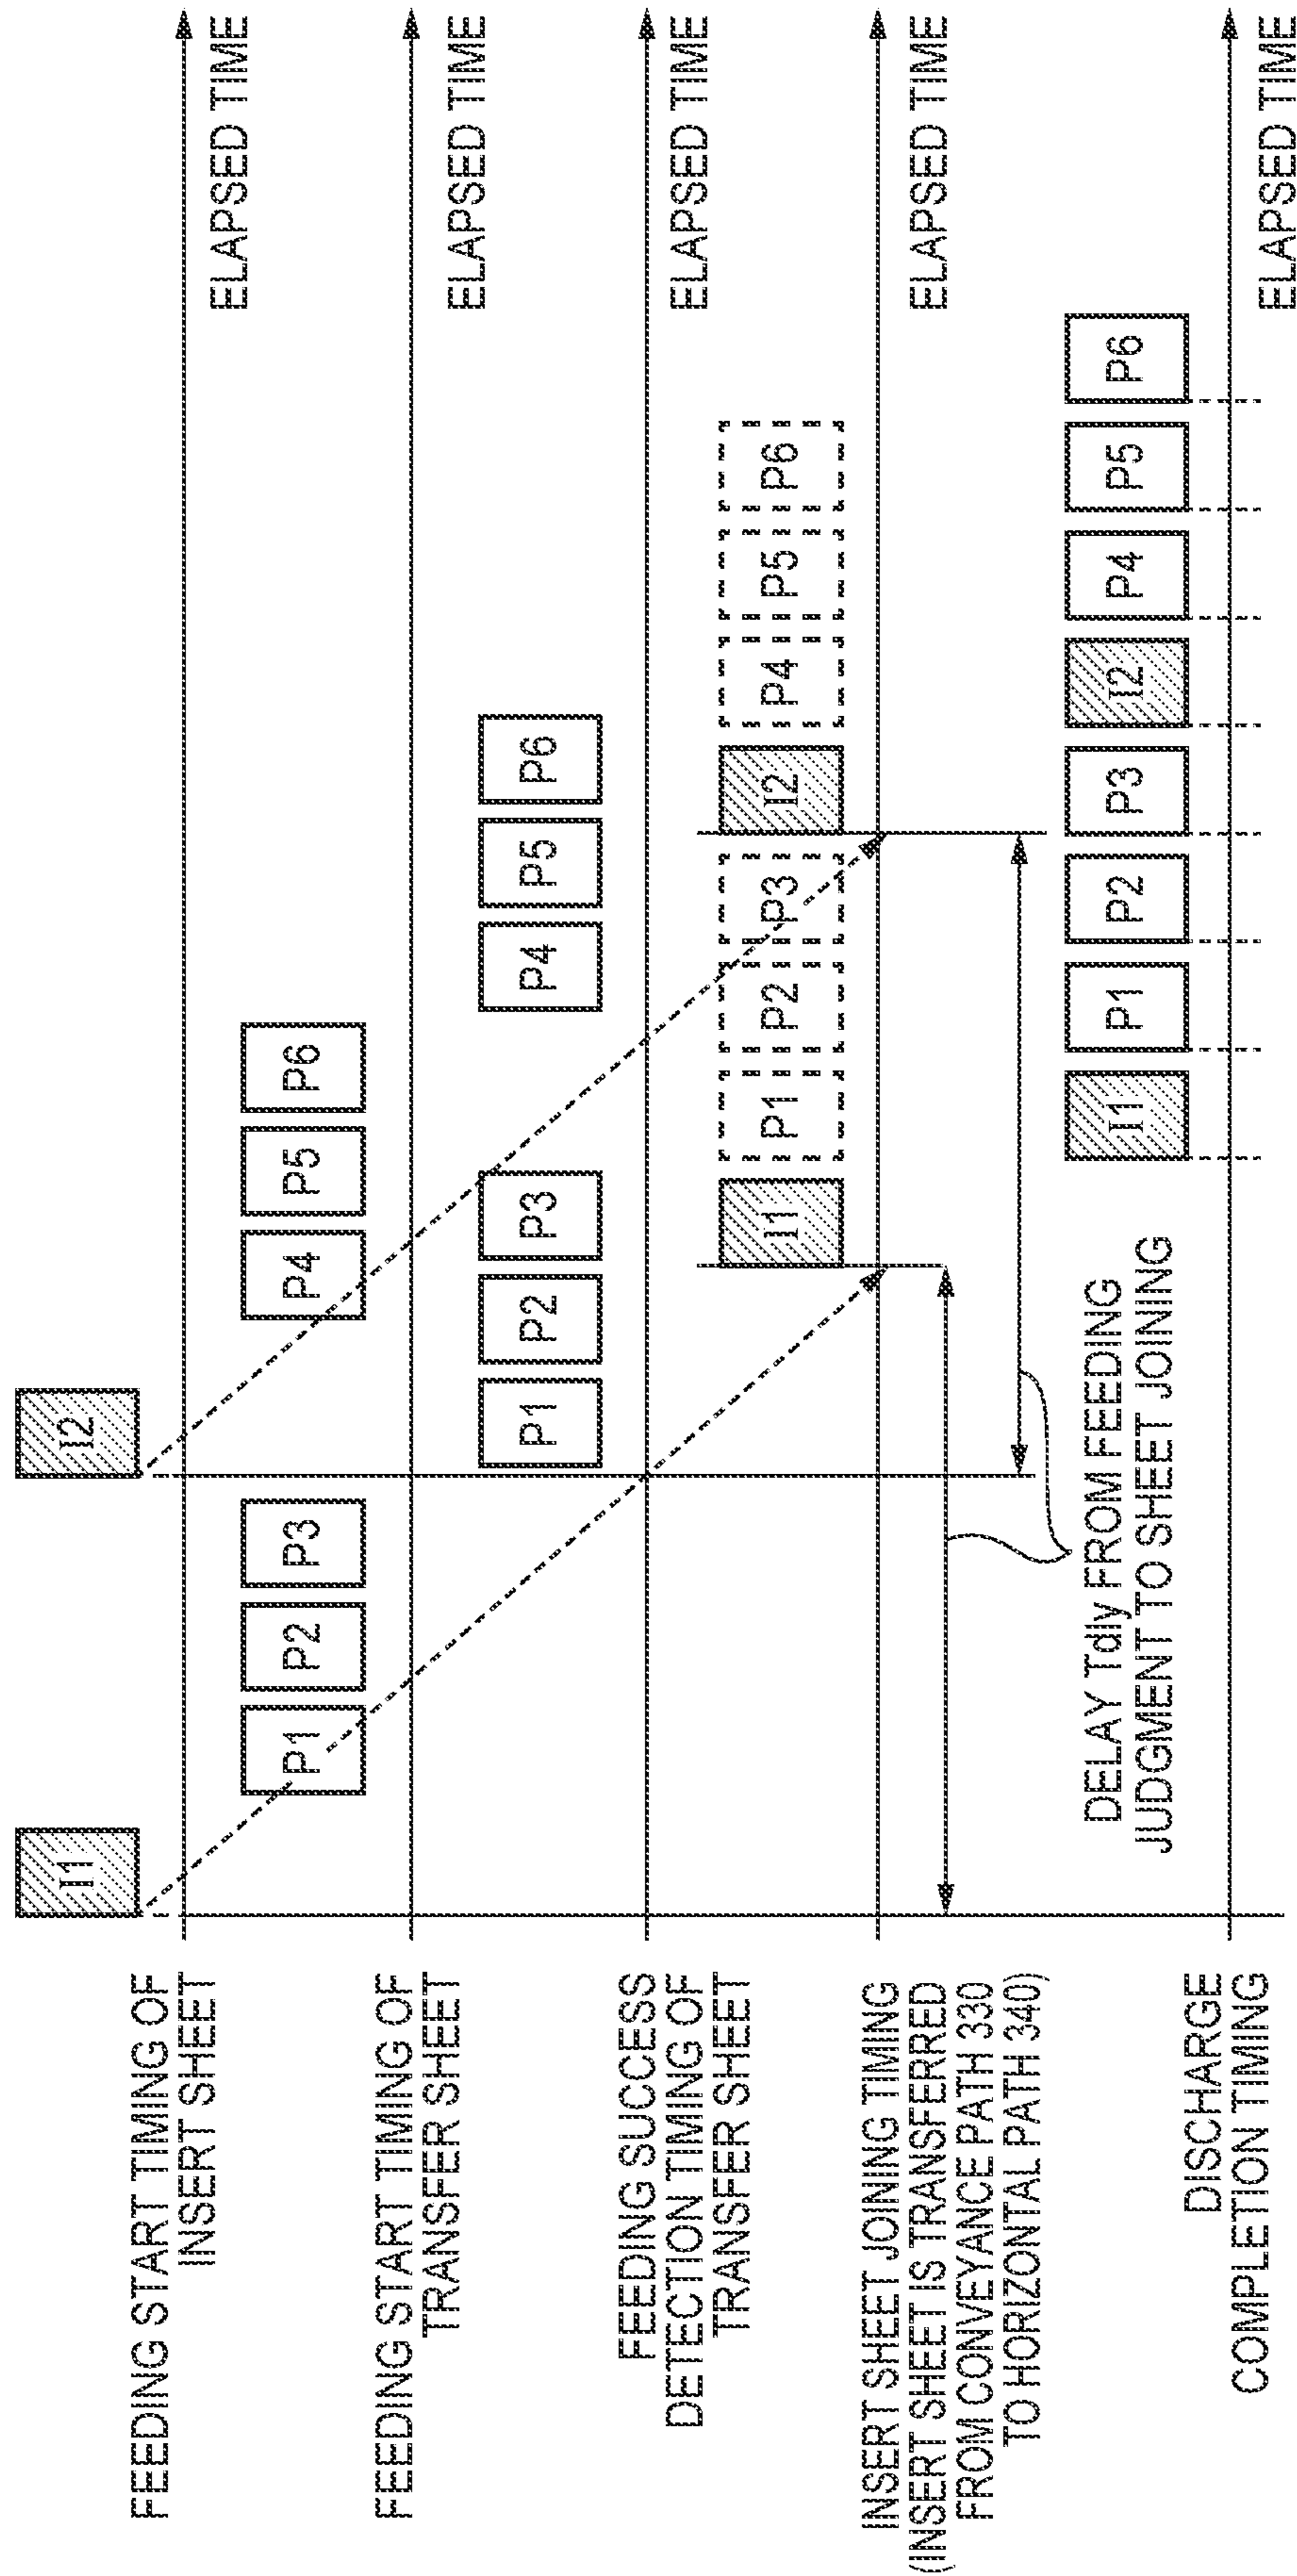 FEEDING START TIMING OF
INSERT SHEET
I1
I2
ELAPSED TIME
FEEDING START TIMING OF
TRANSFER SHEET
P1
P2
P3
P4
P5
P6
ELAPSED TIME
FEEDING SUCCESS
DETECTION TIMING OF
TRANSFER SHEET
P1
P2
P3
P4
P5
P6
ELAPSED TIME
INSERT SHEET JOINING TIMING
(INSERT SHEET IS TRANSFERRED
FROM CONVEYANCE PATH 330
TO HORIZONTAL PATH 340)
I1
P1
P2
P3
I2
P4
P5
P6
ELAPSED TIME
DELAY Tdly FROM FEEDING
JUDGMENT TO SHEET JOINING
DISCHARGE
COMPLETION TIMING
I1
P1
P2
P3
I2
P4
P5
P6
ELAPSED TIME